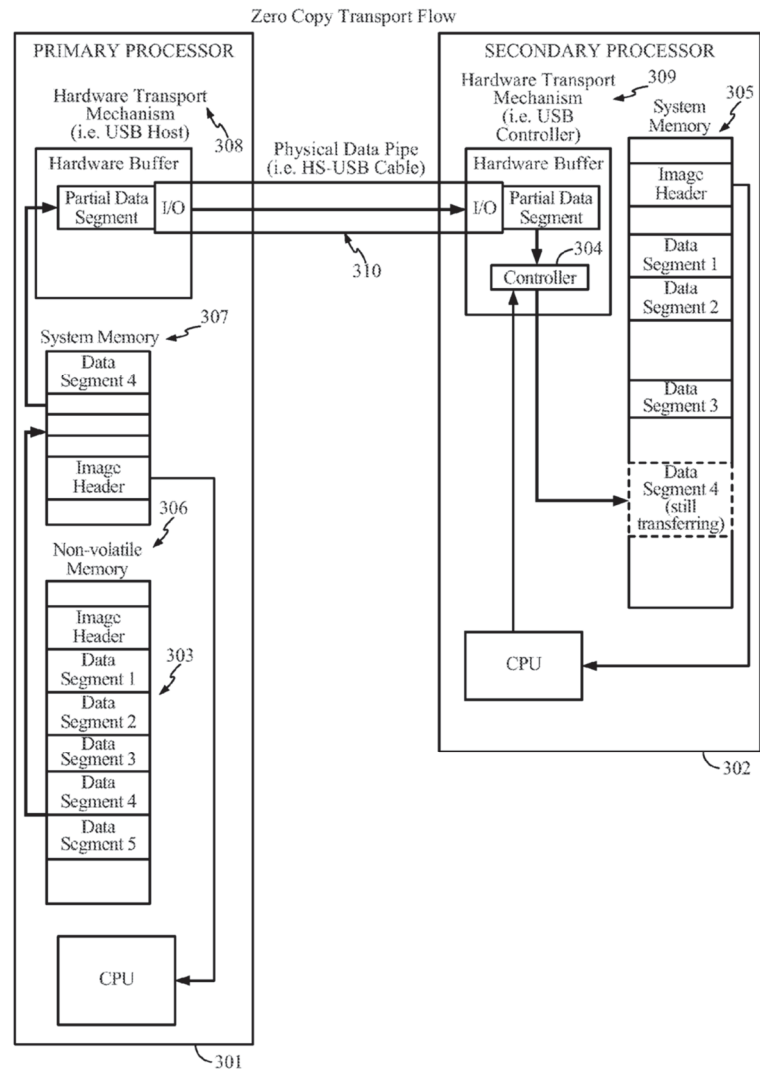 Zero Copy Transport Flow
PRIMARY PROCESSOR
Hardware Transport
Mechanism
(i.e. USB Host)
308
Hardware Buffer
Partial Data
Segment
I/O
Physical Data Pipe
(i.e. HS-USB Cable)
310
307
System Memory
Data
Segment 4
Image
Header
306
Non-volatile
Memory
Image
Header
Data
Segment 1
303
Data
Segment 2
Data
Segment 3
Data
Segment 4
Data
Segment 5
CPU
301
SECONDARY PROCESSOR
Hardware Transport
Mechanism
(i.e. USB
Controller)
309
Hardware Buffer
I/O
Partial Data
Segment
304
Controller
System
Memory
305
Image
Header
Data
Segment 1
Data
Segment 2
Data
Segment 3
Data
Segment 4
(still
transferring)
CPU
302